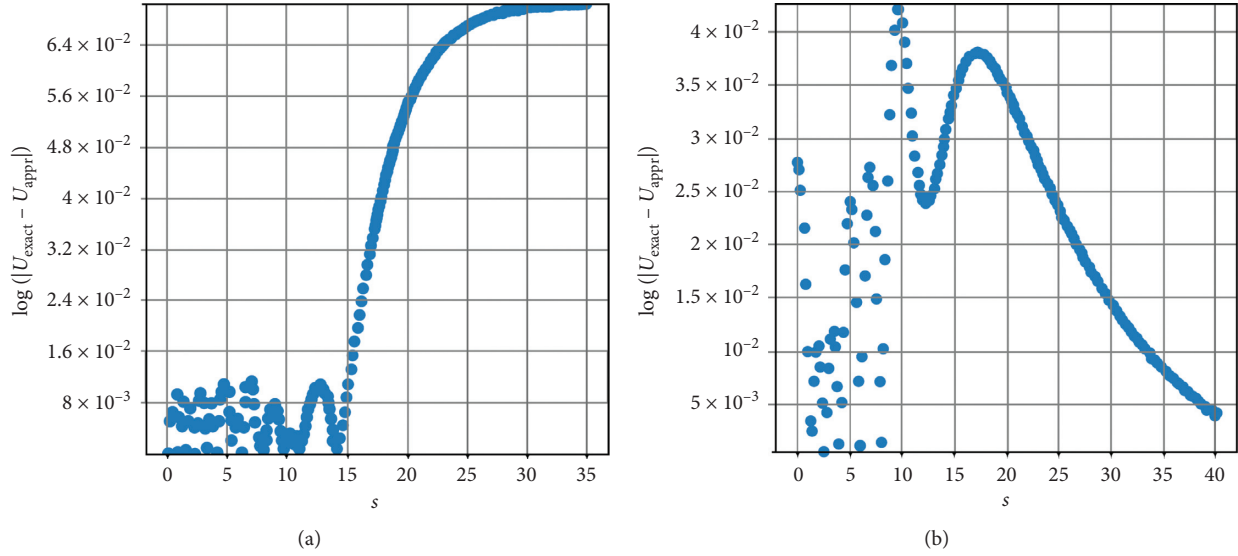 6.4 × 10⁻²
5.6 × 10⁻²
4.8 × 10⁻²
4 × 10⁻²
3.2 × 10⁻²
2.4 × 10⁻²
1.6 × 10⁻²
8 × 10⁻³
log (|U_exact − U_appr|)
0 5 10 15 20 25 30 35
s
(a)
4 × 10⁻²
3.5 × 10⁻²
3 × 10⁻²
2.5 × 10⁻²
2 × 10⁻²
1.5 × 10⁻²
10⁻²
5 × 10⁻³
log (|U_exact − U_appr|)
0 5 10 15 20 25 30 35 40
s
(b)